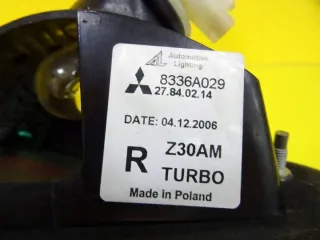 Automotive
Lighting
8336A029
27.84.02.14
DATE: 04.12.2006
R Z30AM
TURBO
Made in Poland